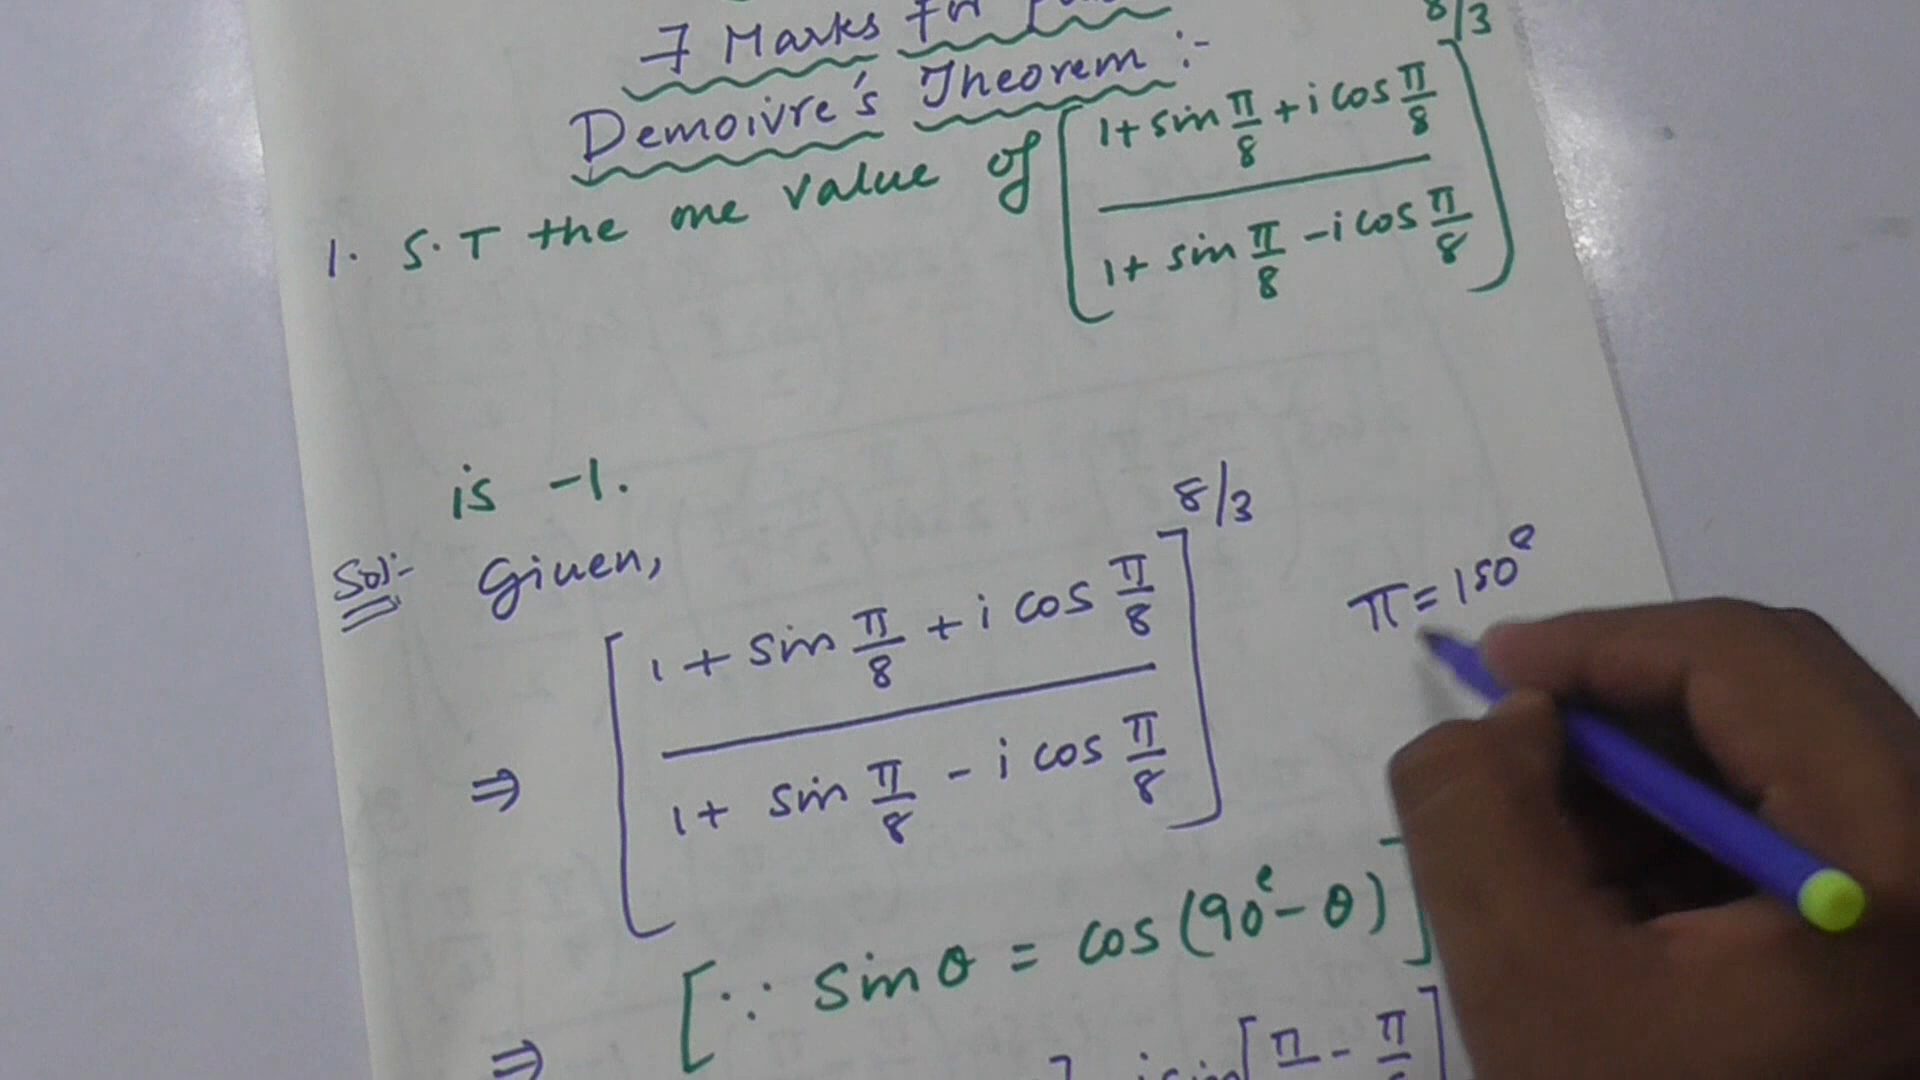 7 Marks for
Demoivre's Theorem :-
1. S.T the one value of [ (1 + sin π/8 + i cos π/8) / (1 + sin π/8 - i cos π/8) ]^8/3
is -1.
Sol:- Given,
⇒ [ (1 + sin π/8 + i cos π/8) / (1 + sin π/8 - i cos π/8) ]^8/3
π = 180°
[∵ sin θ = cos (90° - θ)]
⇒ i sin [π - π